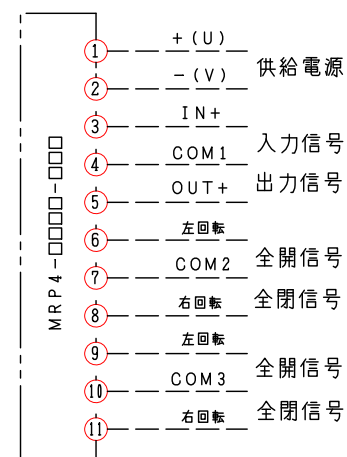 ① +(U)
供給電源
② -(V)
③ IN+
入力信号
④ COM1
出力信号
⑤ OUT+
⑥ 左回転
全開信号
⑦ COM2
全閉信号
⑧ 右回転
⑨ 左回転
全開信号
⑩ COM3
全閉信号
⑪ 右回転
MRP4-□□□□-□□□